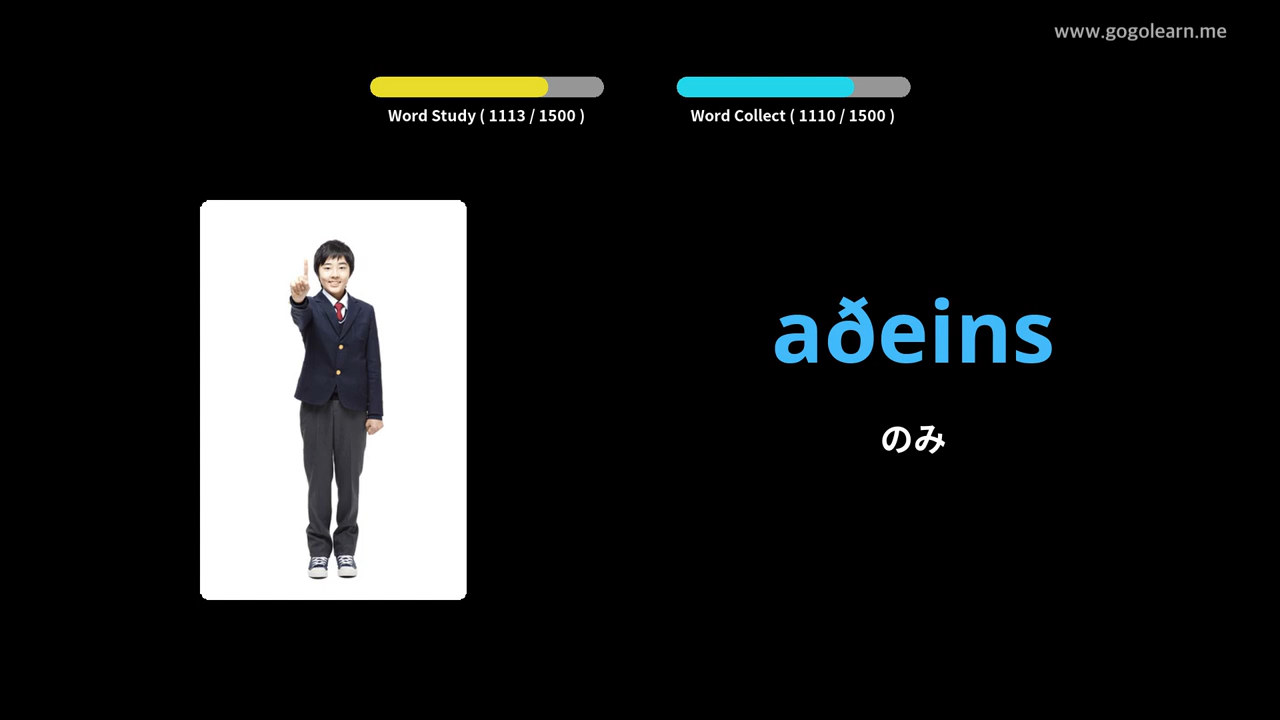 www.gogolearn.me
Word Study ( 1113 / 1500 )
Word Collect ( 1110 / 1500 )
aðeins
のみ